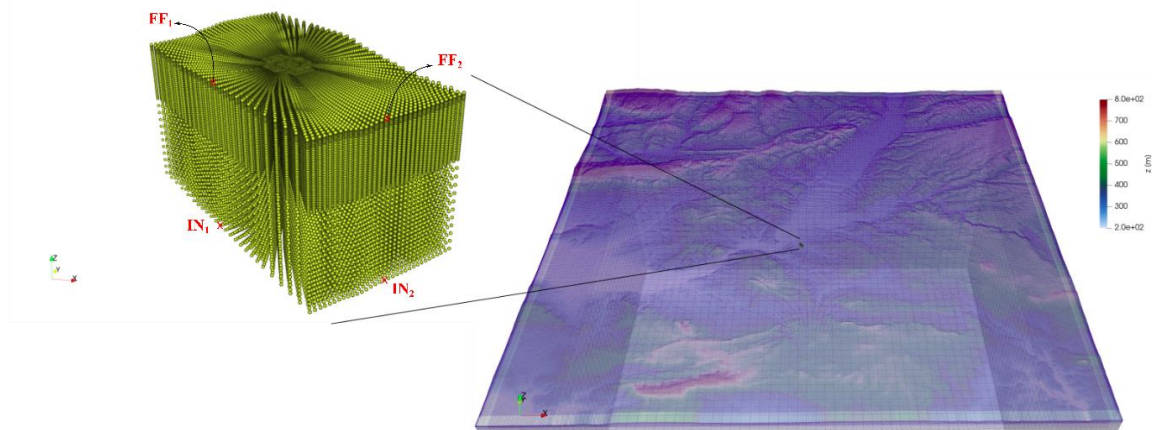 FF₁
FF₂
IN₁
IN₂
Z
Y
X
8.0e+02
700
600
500
400
300
2.0e+02
z (m)
Z
X